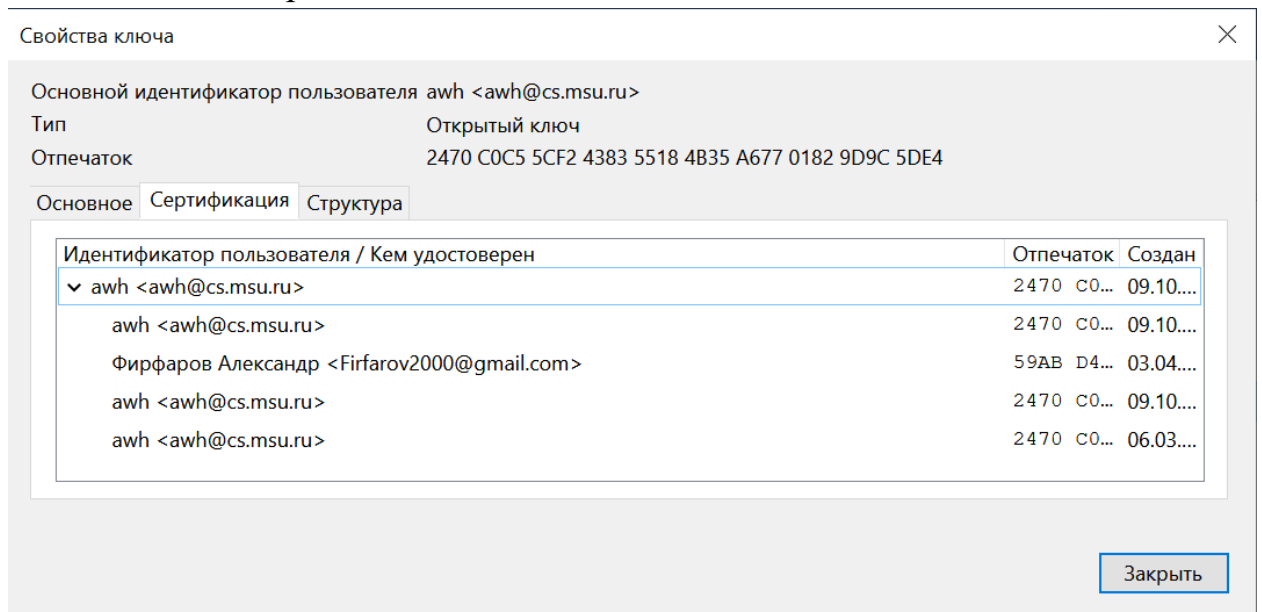 Свойства ключа
Основной идентификатор пользователя awh <awh@cs.msu.ru>
Тип Открытый ключ
Отпечаток 2470 C0C5 5CF2 4383 5518 4B35 A677 0182 9D9C 5DE4
Основное Сертификация Структура
Идентификатор пользователя / Кем удостоверен Отпечаток Создан
awh <awh@cs.msu.ru> 2470 C0… 09.10....
awh <awh@cs.msu.ru> 2470 C0… 09.10....
Фирфаров Александр <Firfarov2000@gmail.com> 59AB D4… 03.04....
awh <awh@cs.msu.ru> 2470 C0… 09.10....
awh <awh@cs.msu.ru> 2470 C0… 06.03....
Закрыть